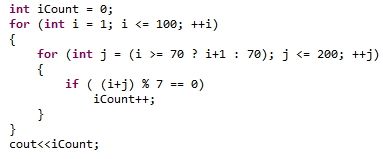 int iCount = 0;
for (int i = 1; i <= 100; ++i)
{
    for (int j = (i >= 70 ? i+1 : 70); j <= 200; ++j)
    {
        if ( (i+j) % 7 == 0)
            iCount++;
    }
}
cout<<iCount;